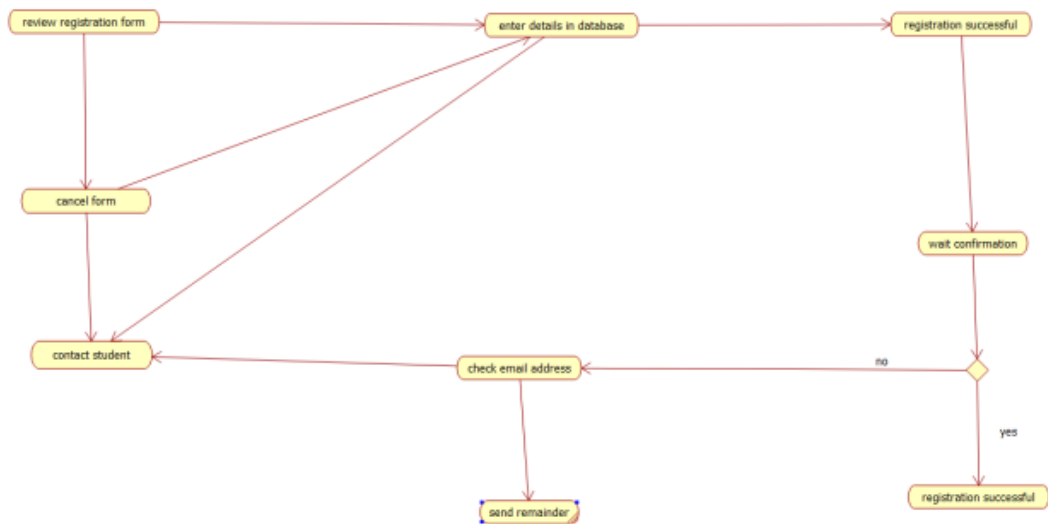 review registration form
enter details in database
registration successful
cancel form
wait confirmation
contact student
check email address
no
yes
registration successful
send remainder